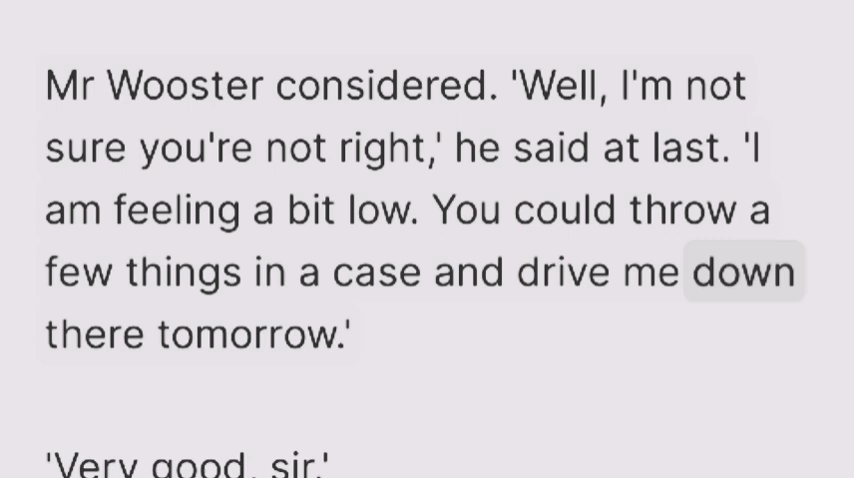 Mr Wooster considered. 'Well, I'm not
sure you're not right,' he said at last. 'I
am feeling a bit low. You could throw a
few things in a case and drive me down
there tomorrow.'
'Very good, sir.'